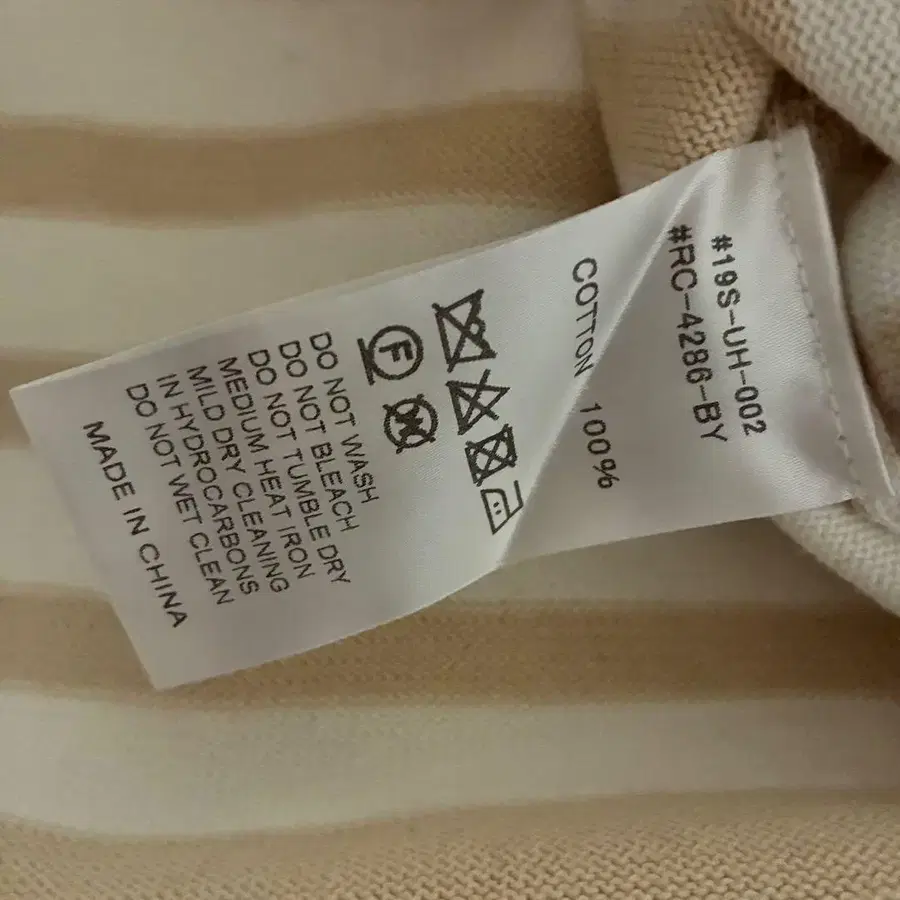 #19S-UH-002
#RC-4286-BY
COTTON 100%
F
W
DO NOT WASH
DO NOT BLEACH
DO NOT TUMBLE DRY
MEDIUM HEAT IRON
MILD DRY CLEANING
IN HYDROCARBONS
DO NOT WET CLEAN
MADE IN CHINA